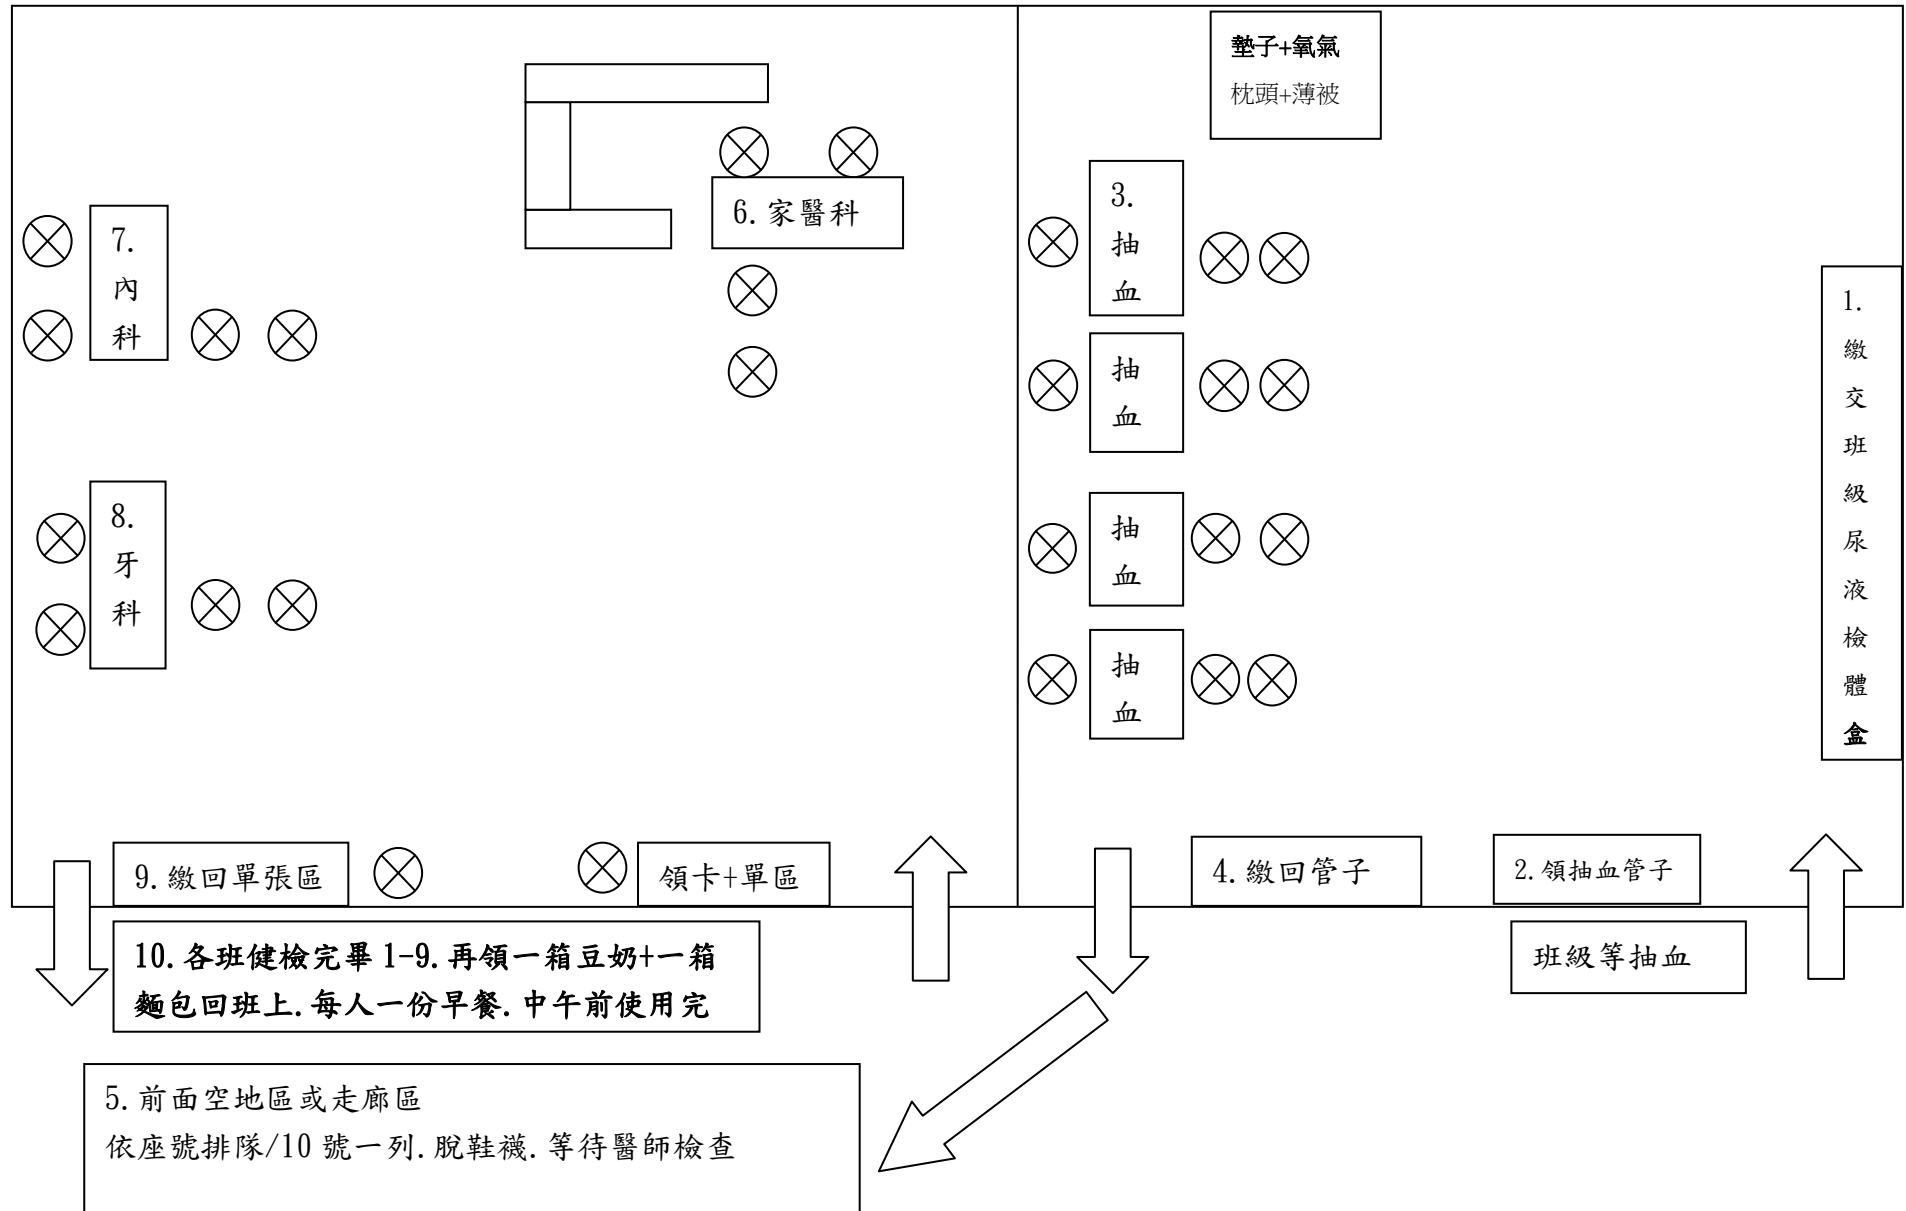 墊子+氧氣
枕頭+薄被
6.家醫科
7.
內
科
8.
牙
科
3.
抽
血
抽
血
抽
血
抽
血
1.
繳
交
班
級
尿
液
檢
體
盒
9.繳回單張區
領卡+單區
4.繳回管子
2.領抽血管子
10.各班健檢完畢 1-9.再領一箱豆奶+一箱
麵包回班上.每人一份早餐.中午前使用完
班級等抽血
5.前面空地區或走廊區
依座號排隊/10 號一列.脫鞋襪.等待醫師檢查